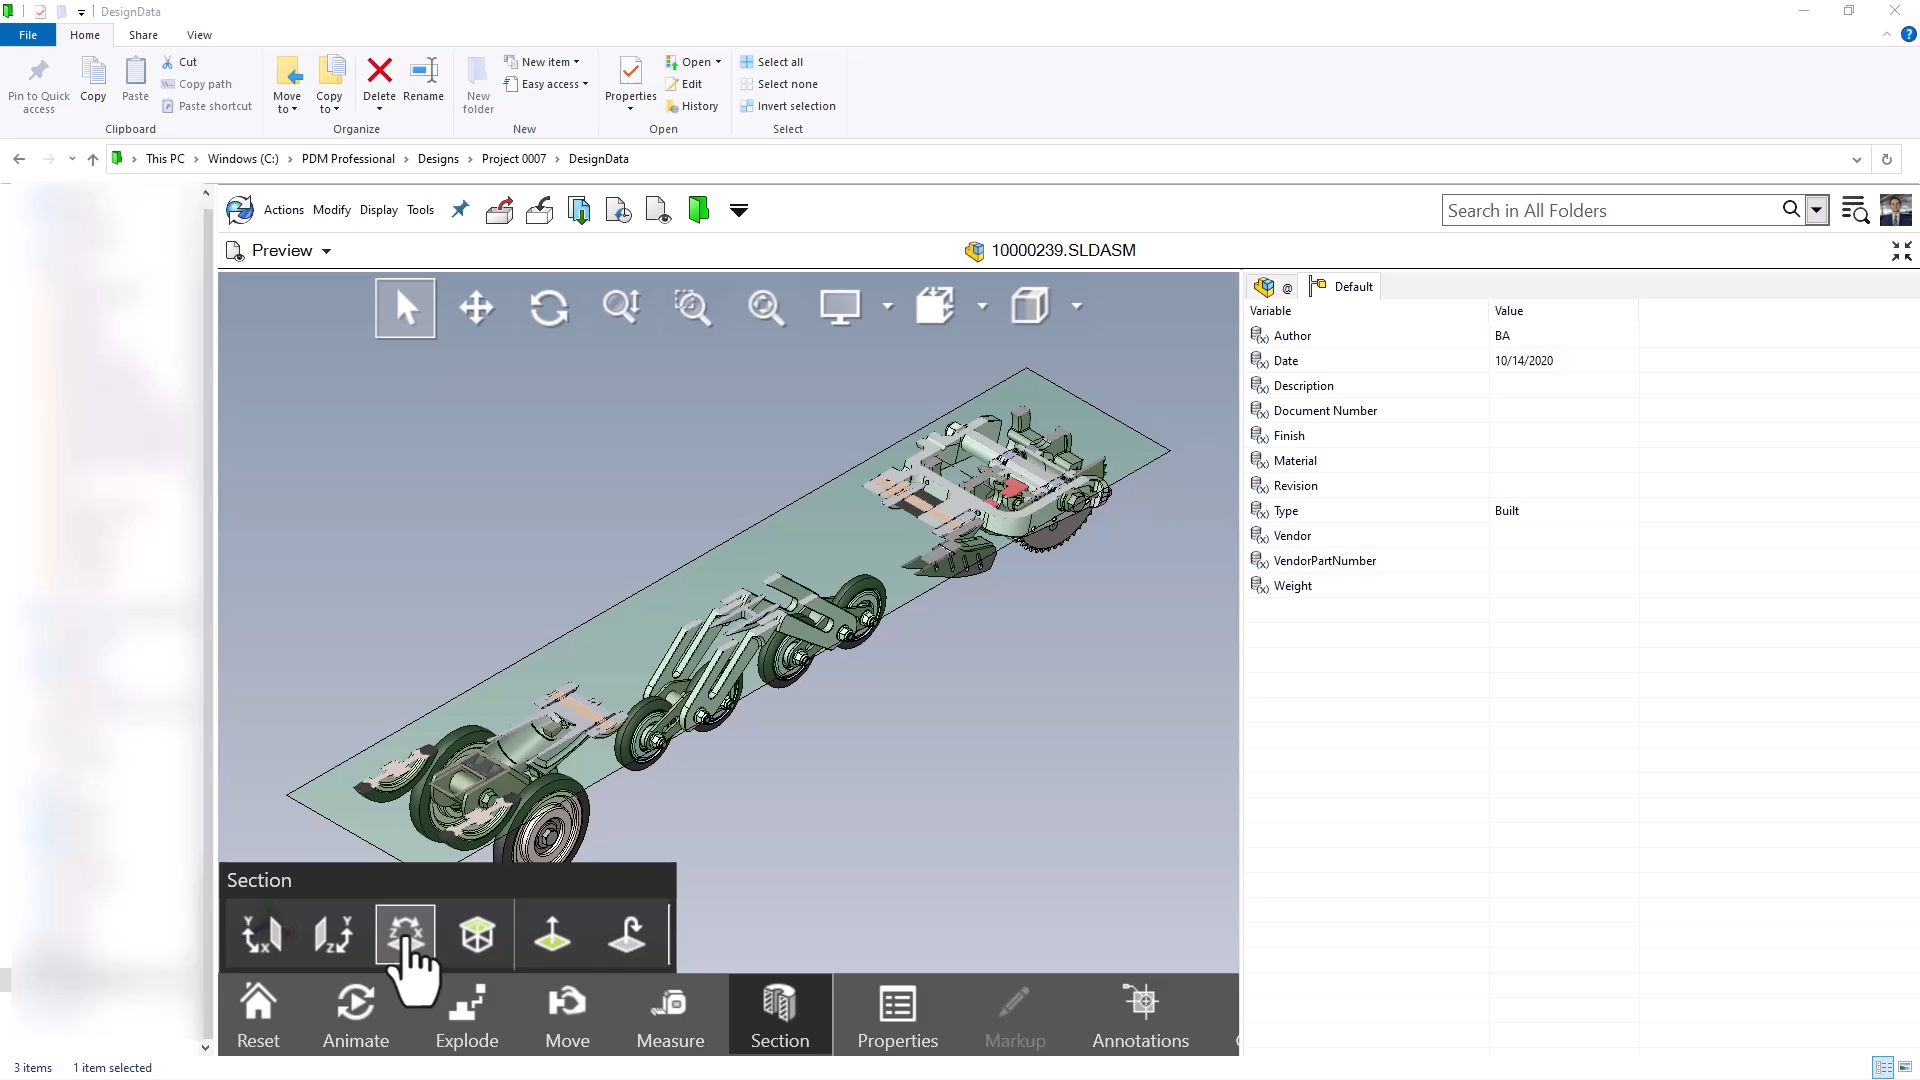 DesignData
File Home Share View
Pin to Quick access
Copy
Paste
Cut
Copy path
Paste shortcut
Clipboard
Move to
Copy to
Delete
Rename
Organize
New folder
New item
Easy access
New
Properties
Open
Edit
History
Open
Select all
Select none
Invert selection
Select
This PC > Windows (C:) > PDM Professional > Designs > Project 0007 > DesignData
Actions Modify Display Tools
Search in All Folders
Preview
10000239.SLDASM
@ Default
Variable Value
Author BA
Date 10/14/2020
Description
Document Number
Finish
Material
Revision
Type Built
Vendor
VendorPartNumber
Weight
Section
Y X
Z Y
Z X
Reset Animate Explode Move Measure Section Properties Markup Annotations
3 items 1 item selected